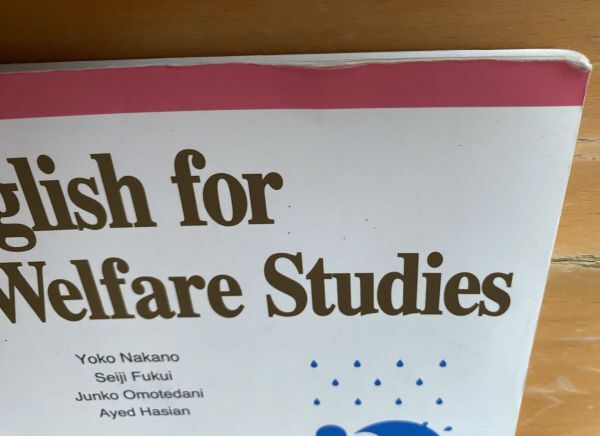 glish for
Welfare Studies
Yoko Nakano
Seiji Fukui
Junko Omotedani
Ayed Hasian